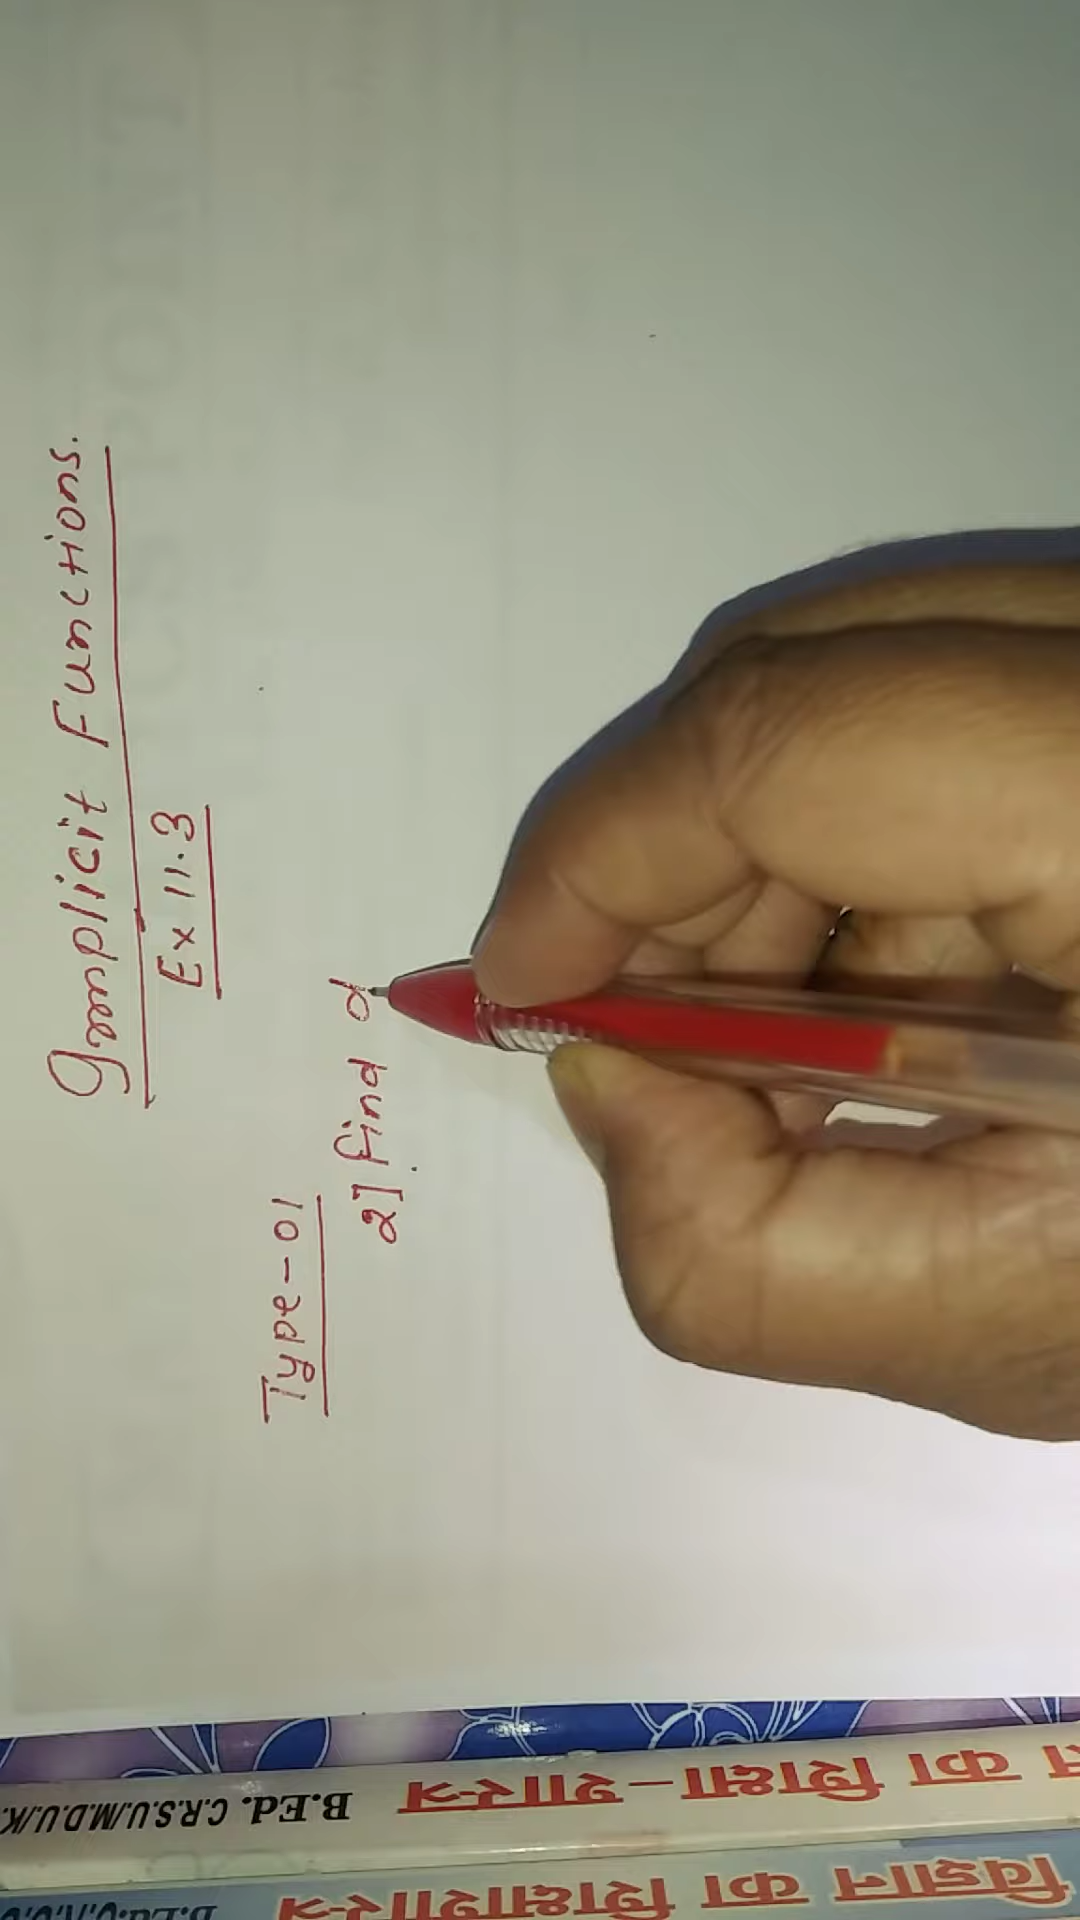 Implicit Functions.
Ex 11.3
Type-01
2] find d
B.Ed. C.R.S.U/M.D.U/K.
का शिक्षा-शास्त्र
विज्ञान का शिक्षाशास्त्र